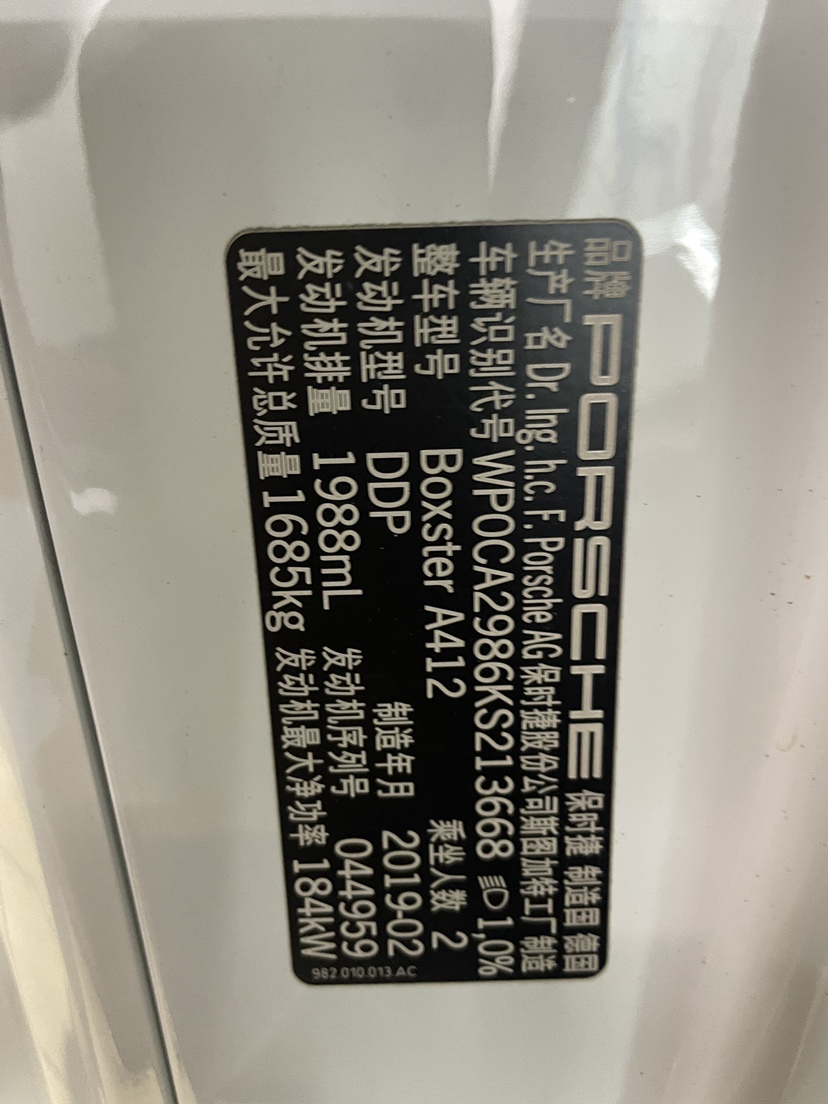 品牌 PORSCHE 保时捷 制造国 德国
生产厂名 Dr. Ing. h.c. F. Porsche AG 保时捷股份公司斯图加特工厂制造
车辆识别代号 WP0CA2986KS213668 1,0%
整车型号 Boxster A412 乘坐人数 2
发动机型号 DDP 制造年月 2019-02
发动机排量 1988mL 发动机序列号 044959
最大允许总质量 1685kg 发动机最大净功率 184kW
982.010.013.AC